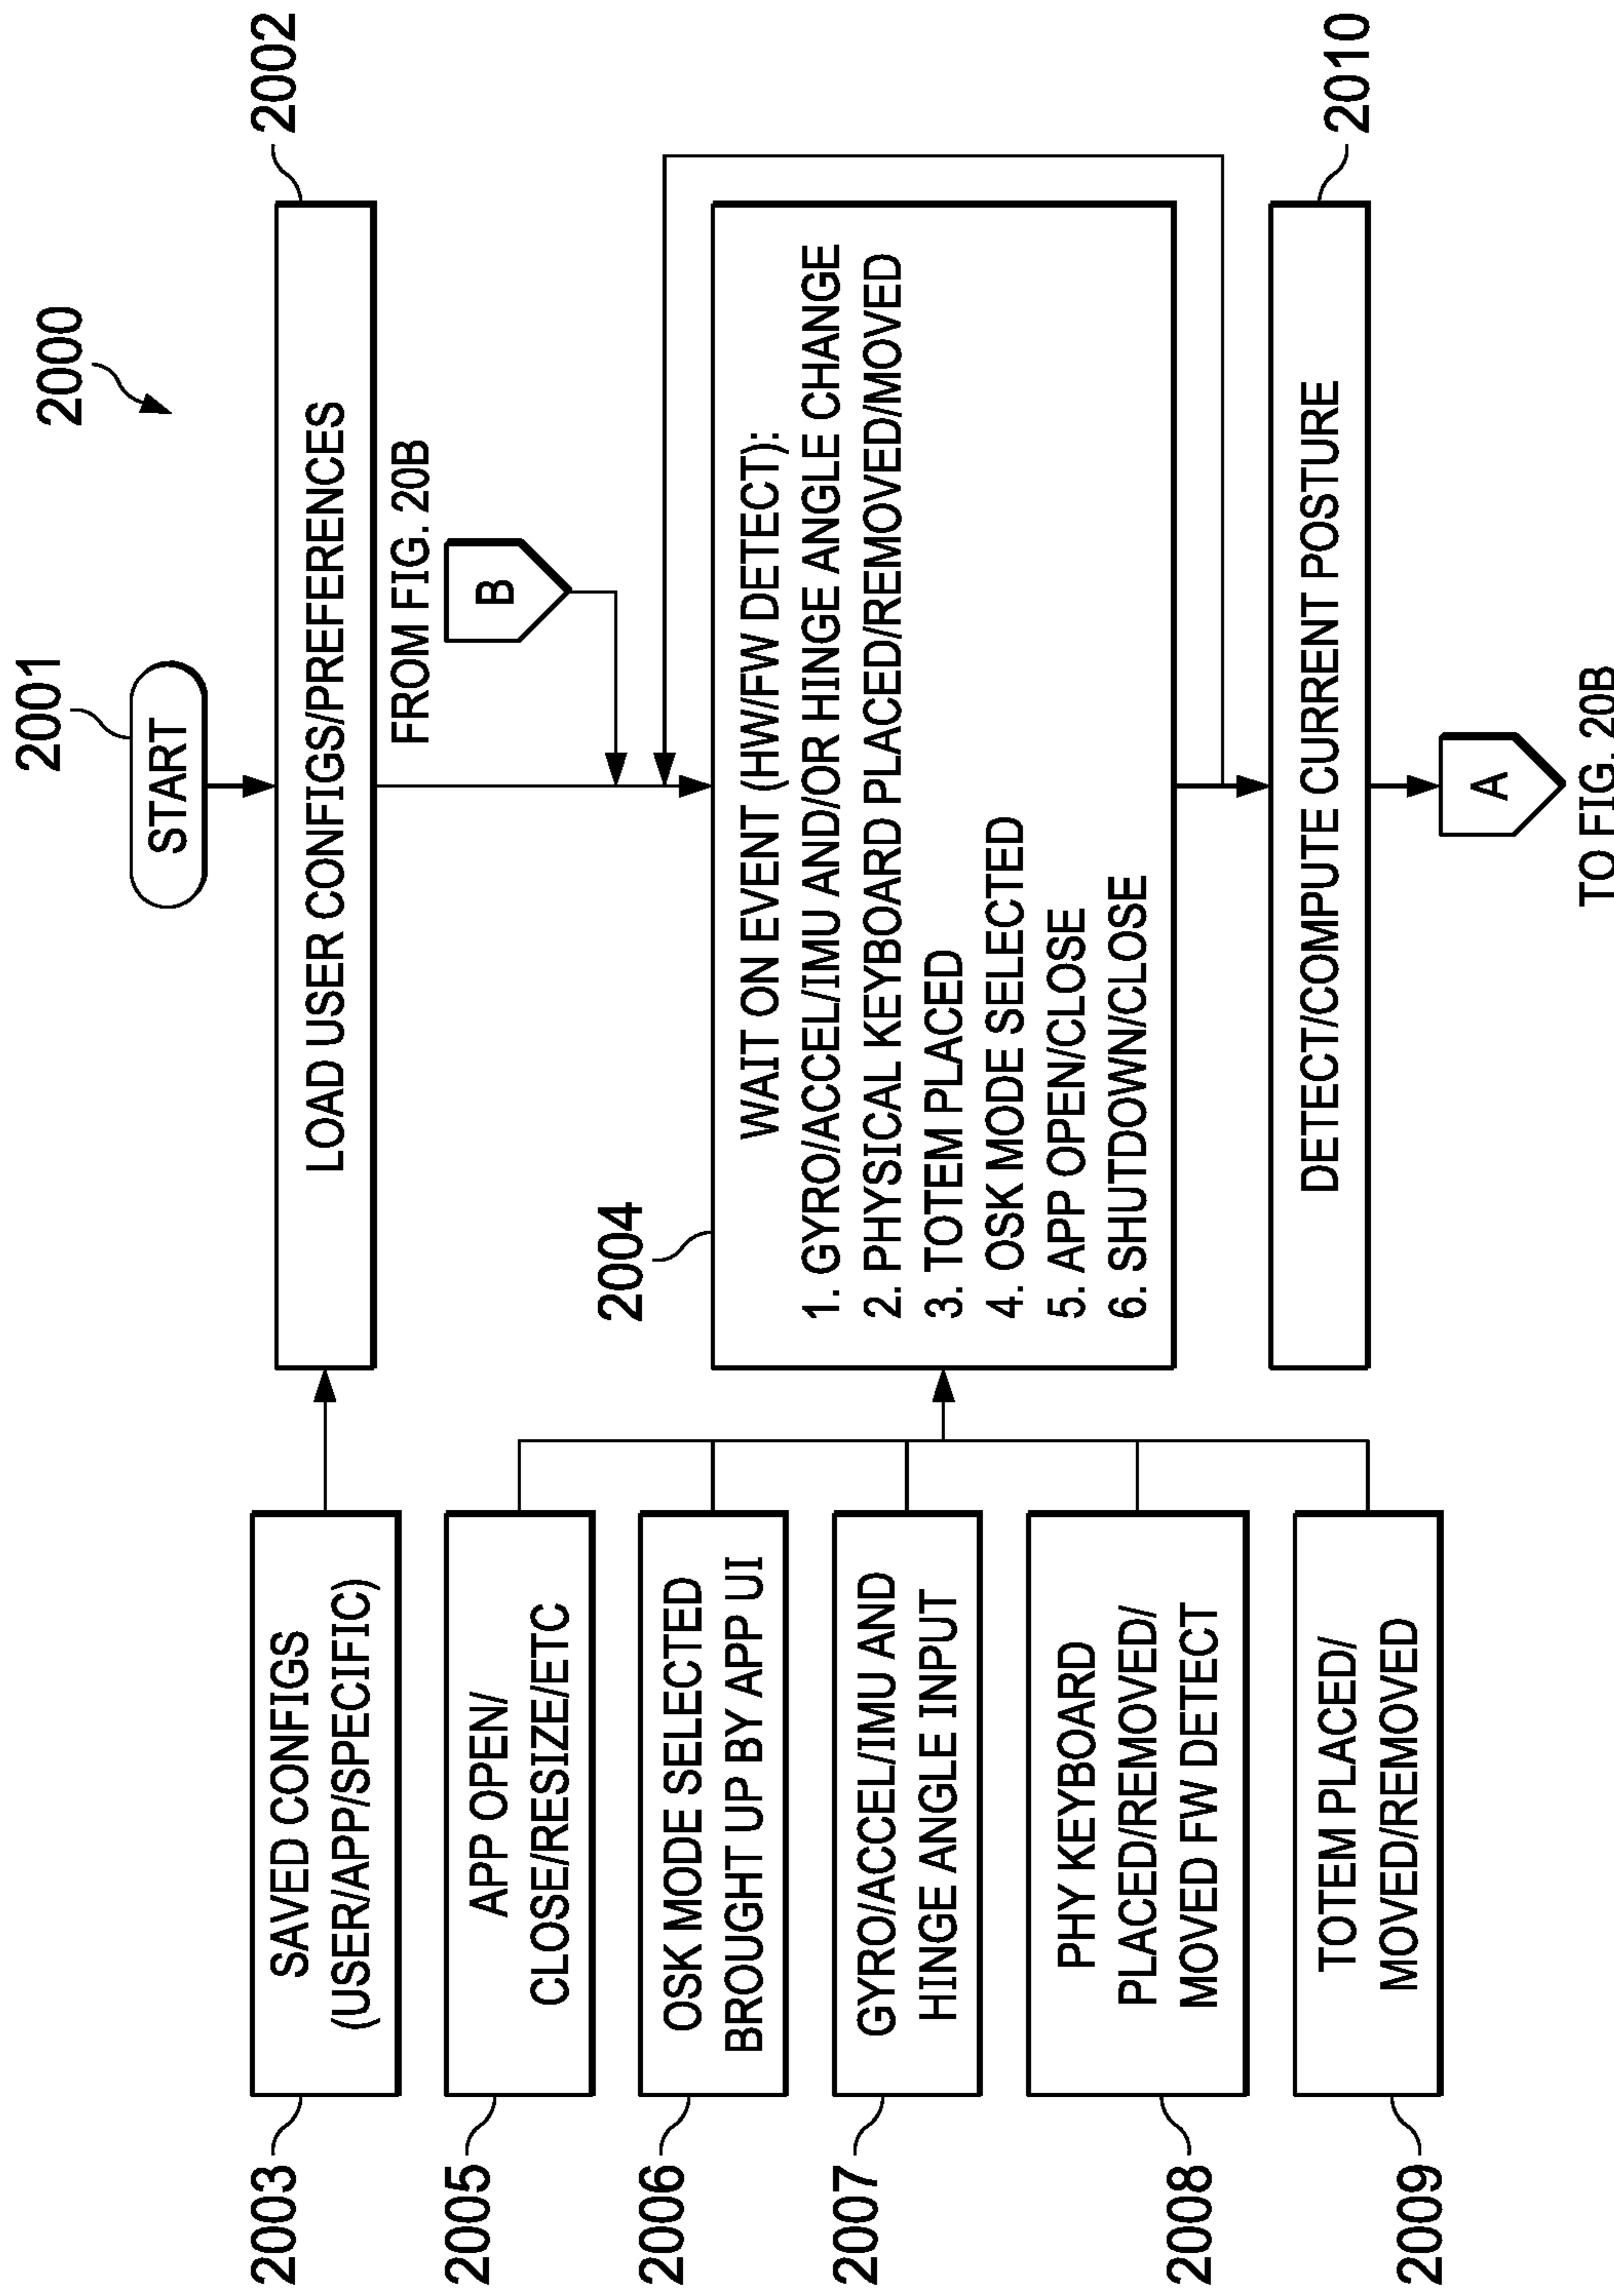 2000
2001
START
2002
LOAD USER CONFIGS/PREFERENCES
2003
SAVED CONFIGS
(USER/APP/SPECIFIC)
FROM FIG. 20B
B
2004
WAIT ON EVENT (HW/FW DETECT):
1. GYRO/ACCEL/IMU AND/OR HINGE ANGLE CHANGE
2. PHYSICAL KEYBOARD PLACED/REMOVED/MOVED
3. TOTEM PLACED
4. OSK MODE SELECTED
5. APP OPEN/CLOSE
6. SHUTDOWN/CLOSE
2005
APP OPEN/
CLOSE/RESIZE/ETC
2006
OSK MODE SELECTED
BROUGHT UP BY APP UI
2007
GYRO/ACCEL/IMU AND
HINGE ANGLE INPUT
2008
PHY KEYBOARD
PLACED/REMOVED/
MOVED FW DETECT
2009
TOTEM PLACED/
MOVED/REMOVED
2010
DETECT/COMPUTE CURRENT POSTURE
A
TO FIG. 20B